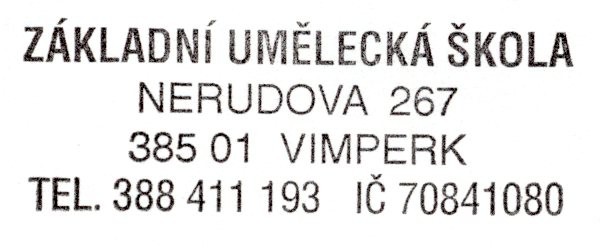 ZÁKLADNÍ UMĚLECKÁ ŠKOLA
NERUDOVA 267
385 01 VIMPERK
TEL. 388 411 193 IČ 70841080